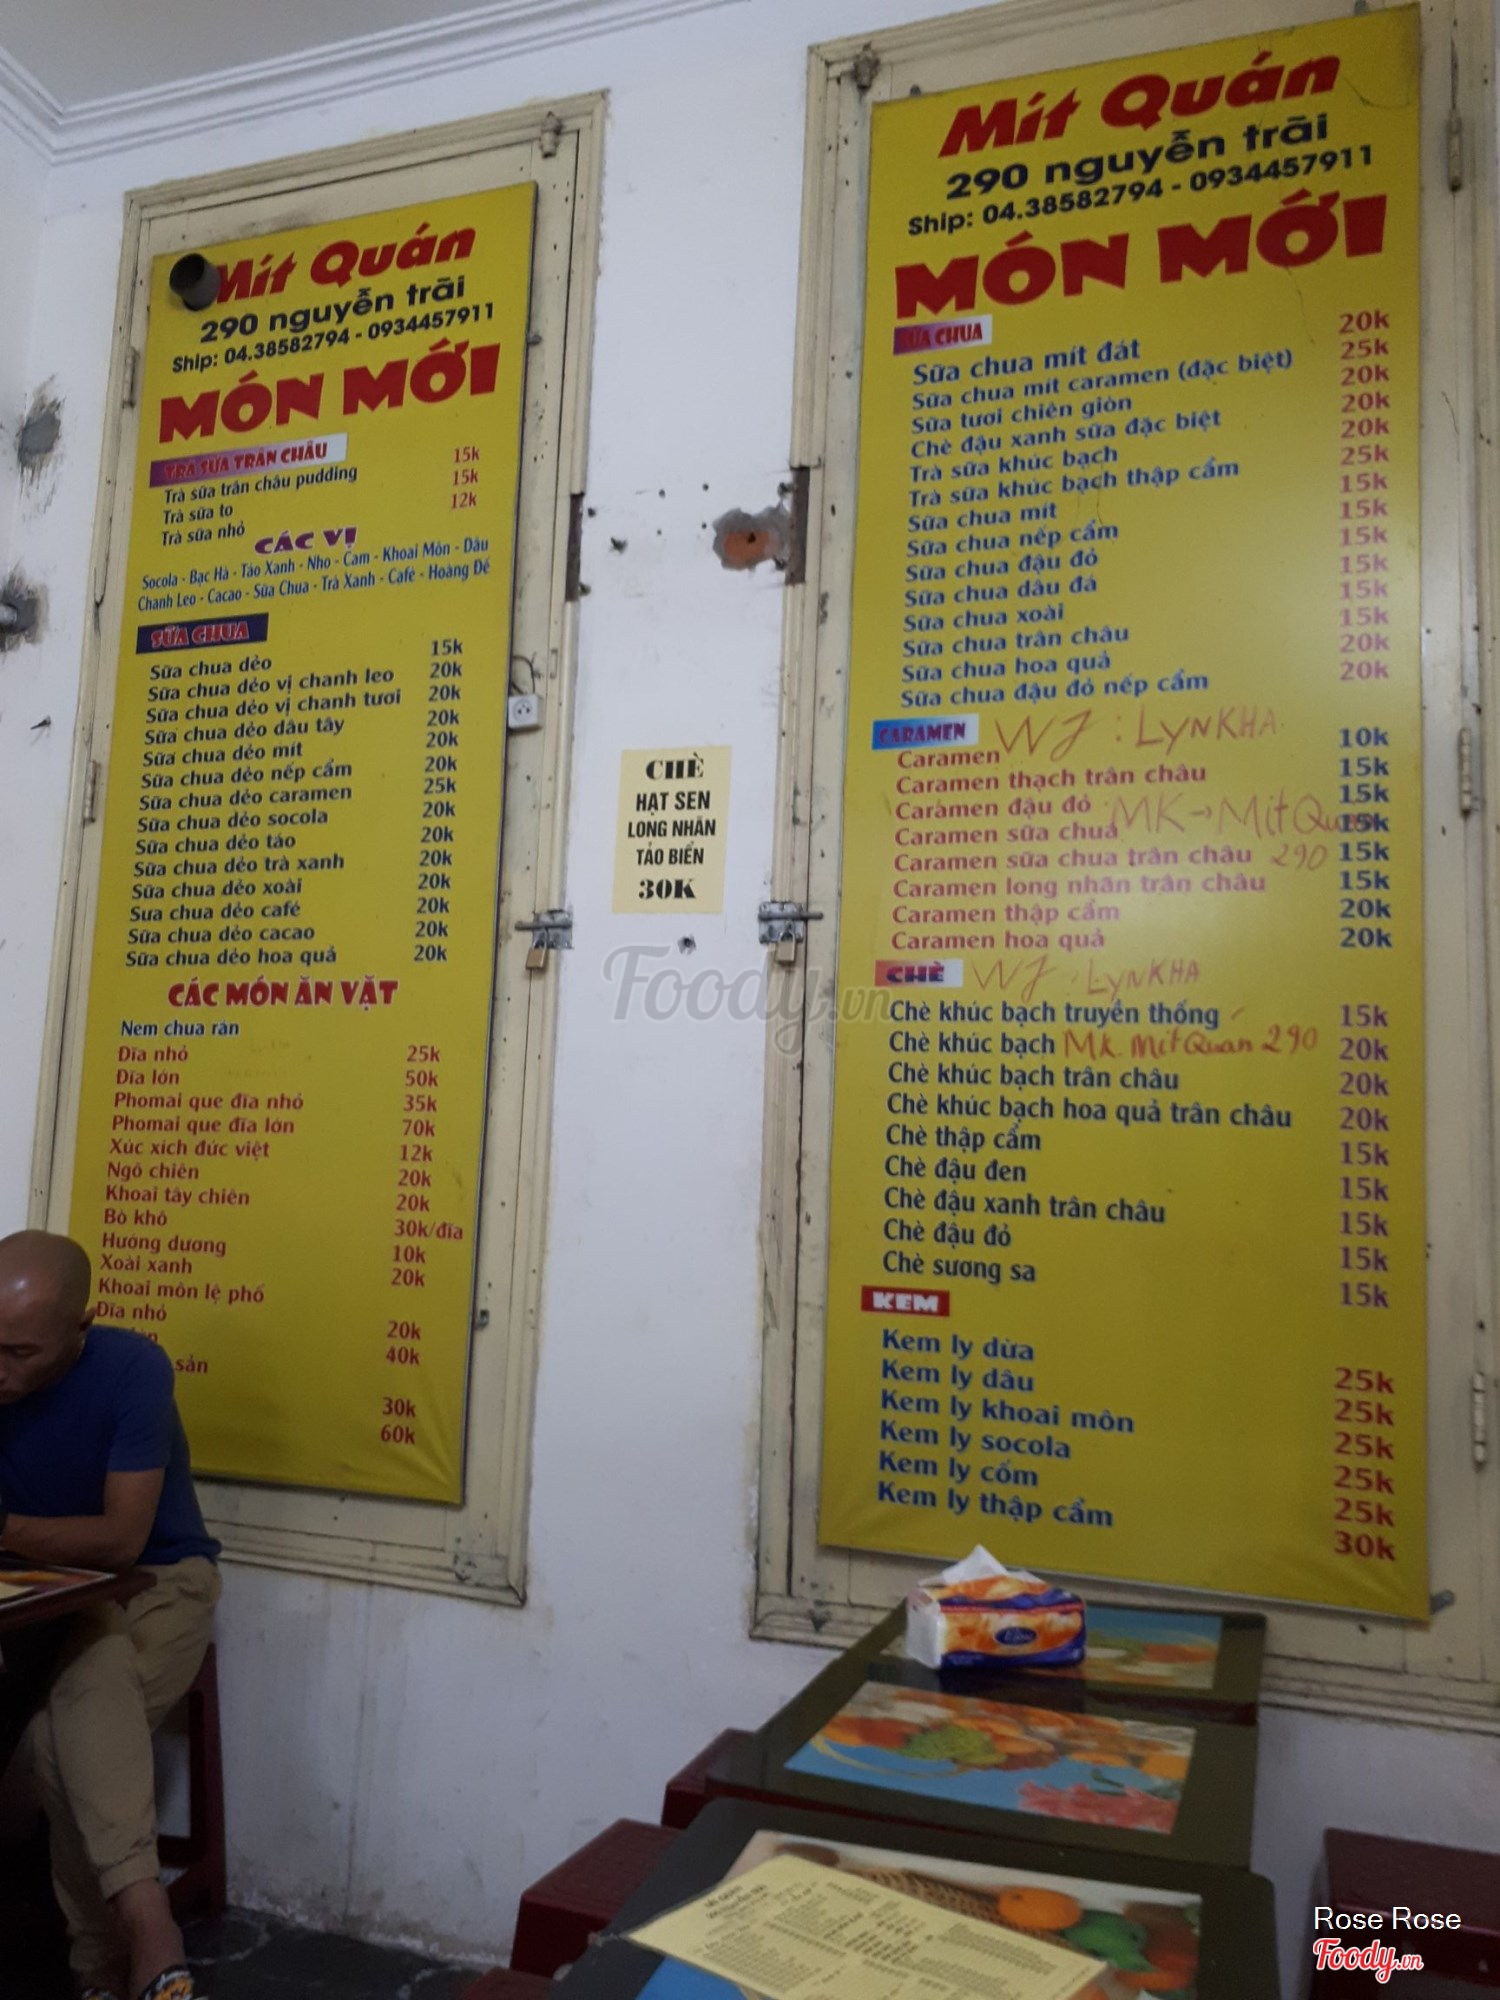 Mít Quán
290 nguyễn trãi
Ship: 04.38582794 - 0934457911
MÓN MỚI
TRÀ SỮA TRÂN CHÂU
Trà sữa trân châu pudding 15k
Trà sữa to 15k
Trà sữa nhỏ 12k
CÁC VỊ
Socola - Bạc Hà - Táo Xanh - Nho - Cam - Khoai Môn - Dâu
Chanh Leo - Cacao - Sữa Chua - Trà Xanh - Café - Hoàng Đế
SỮA CHUA
Sữa chua dẻo 15k
Sữa chua dẻo vị chanh leo 20k
Sữa chua dẻo vị chanh tươi 20k
Sữa chua dẻo dâu tây 20k
Sữa chua dẻo mít 20k
Sữa chua dẻo nếp cẩm 20k
Sữa chua dẻo caramen 25k
Sữa chua dẻo socola 20k
Sữa chua dẻo táo 20k
Sữa chua dẻo trà xanh 20k
Sữa chua dẻo xoài 20k
Sưa chua dẻo café 20k
Sữa chua dẻo cacao 20k
Sữa chua dẻo hoa quả 20k
CÁC MÓN ĂN VẶT
Nem chua rán
Đĩa nhỏ 25k
Đĩa lớn 50k
Phomai que đĩa nhỏ 35k
Phomai que đĩa lớn 70k
Xúc xích đức việt 12k
Ngô chiên 20k
Khoai tây chiên 20k
Bò khô 30k/đĩa
Hướng dương 10k
Xoài xanh 20k
Khoai môn lệ phố
Đĩa nhỏ 20k
40k
sản
30k
60k
CHÈ
HẠT SEN
LONG NHÃN
TẢO BIỂN
30K
Mít Quán
290 nguyễn trãi
Ship: 04.38582794 - 0934457911
MÓN MỚI
SỮA CHUA
Sữa chua mít đát 20k
Sữa chua mít caramen (đặc biệt) 25k
Sữa tươi chiên giòn 20k
Chè đậu xanh sữa đặc biệt 20k
Trà sữa khúc bạch 20k
Trà sữa khúc bạch thập cẩm 25k
Sữa chua mít 15k
Sữa chua nếp cẩm 15k
Sữa chua đậu đỏ 15k
Sữa chua dâu đá 15k
Sữa chua xoài 15k
Sữa chua trân châu 15k
Sữa chua hoa quả 20k
Sữa chua đậu đỏ nếp cẩm 20k
CARAMEN WJ : LYNKHA
Caramen 10k
Caramen thạch trân châu 15k
Caramen đậu đỏ 15k
Caramen sữa chua MK → Mít Quán 15k
Caramen sữa chua trân châu 290 15k
Caramen long nhãn trân châu 15k
Caramen thập cẩm 20k
Caramen hoa quả 20k
CHÈ WJ : LYNKHA
Chè khúc bạch truyền thống 15k
Chè khúc bạch Mk. Mít Quán 290 20k
Chè khúc bạch trân châu 20k
Chè khúc bạch hoa quả trân châu 20k
Chè thập cẩm 15k
Chè đậu đen 15k
Chè đậu xanh trân châu 15k
Chè đậu đỏ 15k
Chè sương sa 15k
KEM
Kem ly dừa 25k
Kem ly dâu 25k
Kem ly khoai môn 25k
Kem ly socola 25k
Kem ly cốm 25k
Kem ly thập cẩm 30k
Foody.vn
Rose Rose
Foody.vn